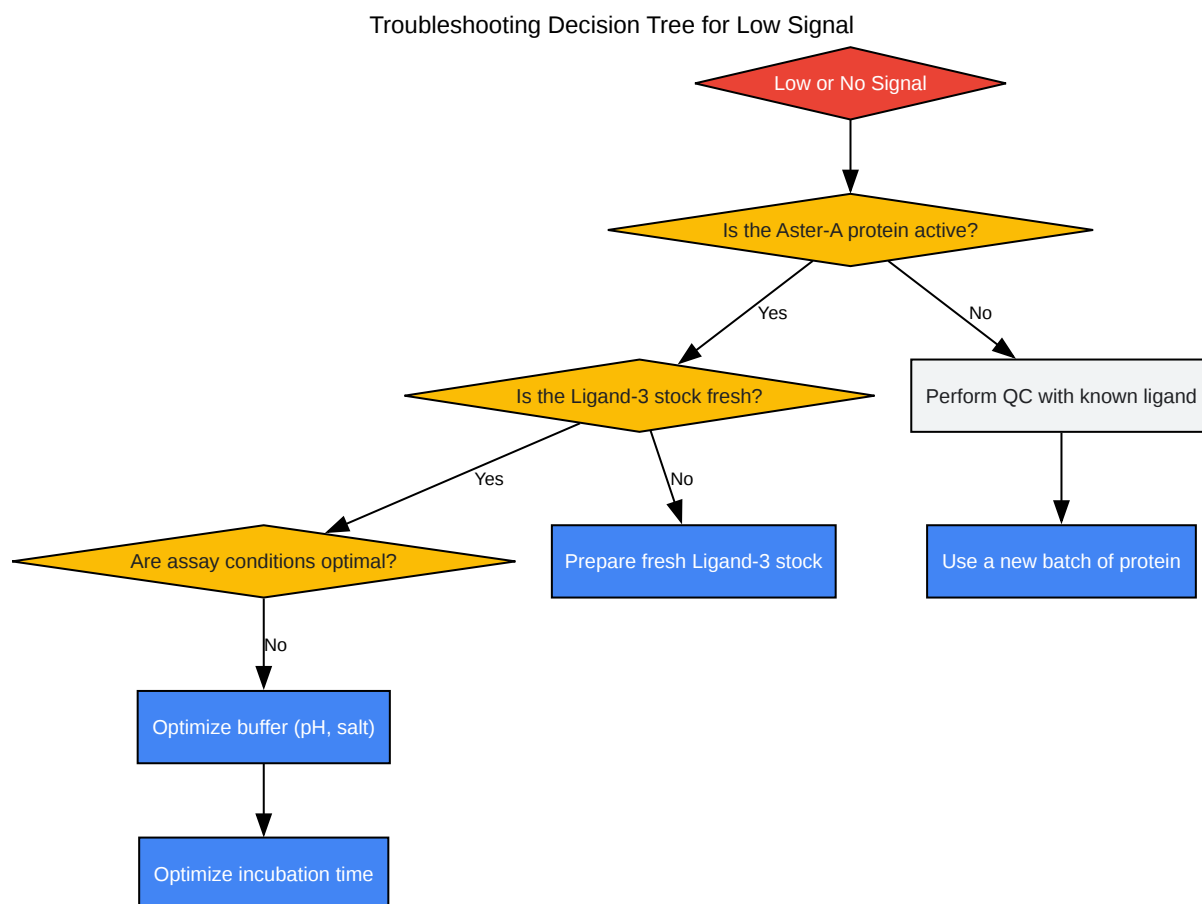 Troubleshooting Decision Tree for Low Signal
Low or No Signal
Is the Aster-A protein active?
Yes
No
Is the Ligand-3 stock fresh?
Perform QC with known ligand
Yes
No
Are assay conditions optimal?
Prepare fresh Ligand-3 stock
Use a new batch of protein
No
Optimize buffer (pH, salt)
Optimize incubation time